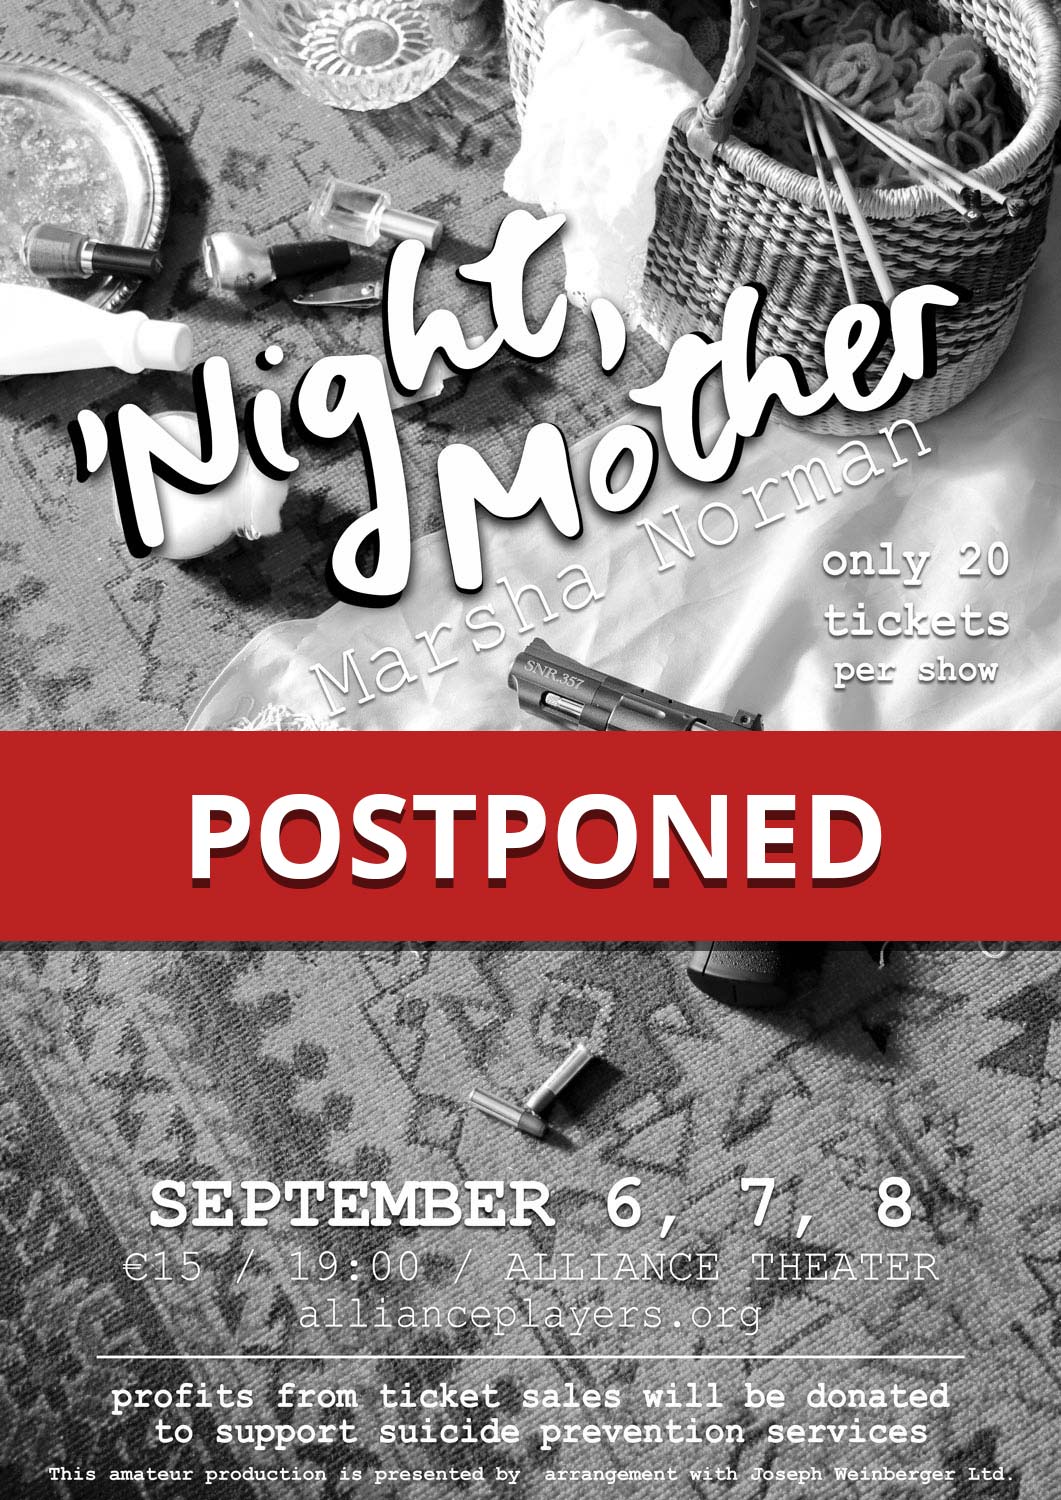 'Night,
Mother
Marsha Norman
only 20
tickets
per show
SNR.357
POSTPONED
SEPTEMBER 6, 7, 8
€15 / 19:00 / ALLIANCE THEATER
allianceplayers.org
profits from ticket sales will be donated
to support suicide prevention services
This amateur production is presented by arrangement with Joseph Weinberger Ltd.